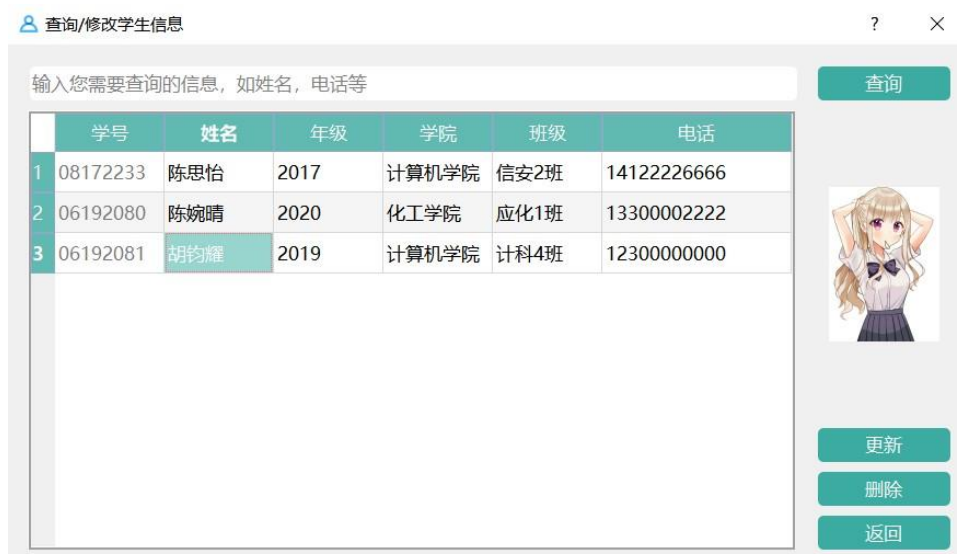 查询/修改学生信息 ? ×
输入您需要查询的信息，如姓名，电话等 查询
学号 姓名 年级 学院 班级 电话
1 08172233 陈思怡 2017 计算机学院 信安2班 14122226666
2 06192080 陈婉晴 2020 化工学院 应化1班 13300002222
3 06192081 胡钧耀 2019 计算机学院 计科4班 12300000000
更新
删除
返回